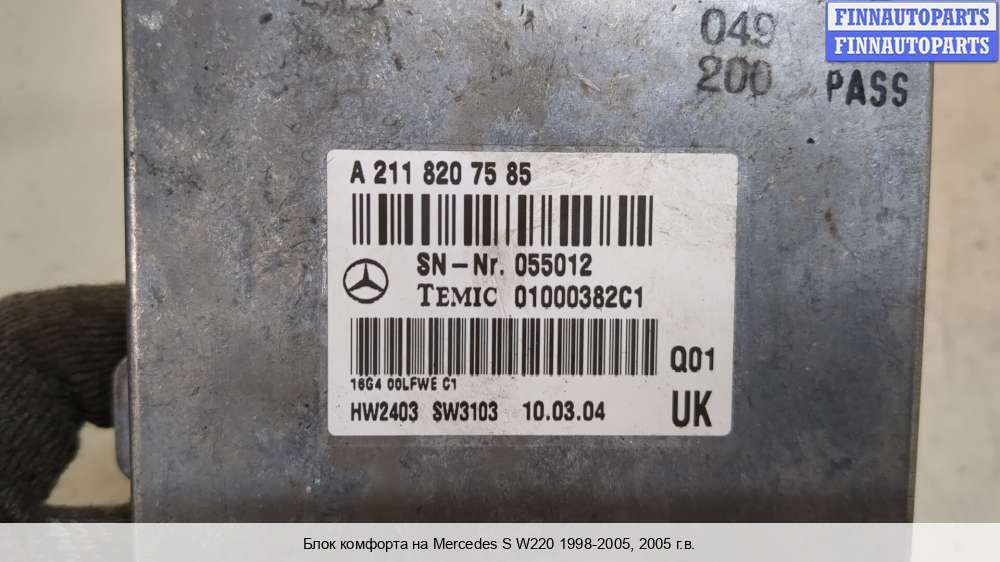 FINNAUTOPARTS
FINNAUTOPARTS
049
200 PASS
A 211 820 75 85
SN-Nr. 055012
TEMIC 01000382C1
Q01
16G4 00LFWE C1
HW2403 SW3103 10.03.04
UK
Блок комфорта на Mercedes S W220 1998-2005, 2005 г.в.